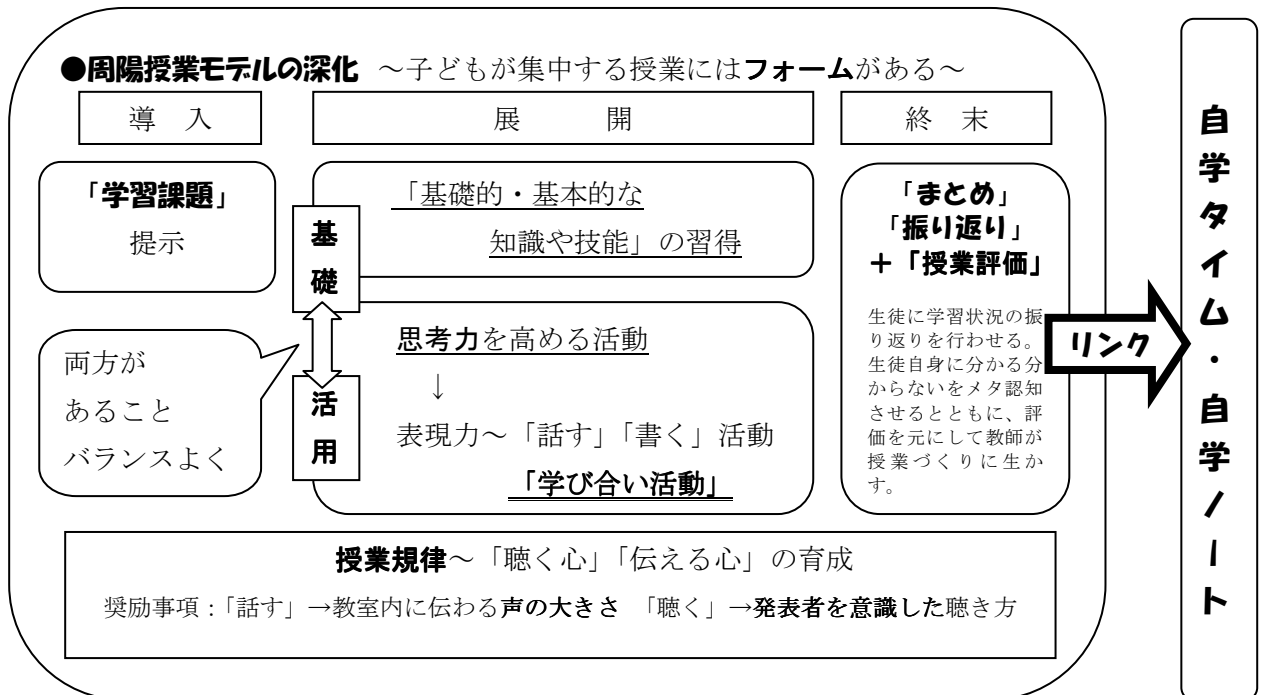 ●周陽授業モデルの深化 ～子どもが集中する授業にはフォームがある～
導 入
展 開
終 末
「学習課題」
提示
基
礎
「基礎的・基本的な
知識や技能」の習得
両方が
あること
バランスよく
活
用
思考力を高める活動
↓
表現力～「話す」「書く」活動
「学び合い活動」
「まとめ」
「振り返り」
＋「授業評価」
生徒に学習状況の振
り返りを行わせる。
生徒自身に分かる分
からないをメタ認知
させるとともに、評
価を元にして教師が
授業づくりに生か
す。
リンク
自学タイム・自学ノート
授業規律～「聴く心」「伝える心」の育成
奨励事項：「話す」→教室内に伝わる声の大きさ 「聴く」→発表者を意識した聴き方